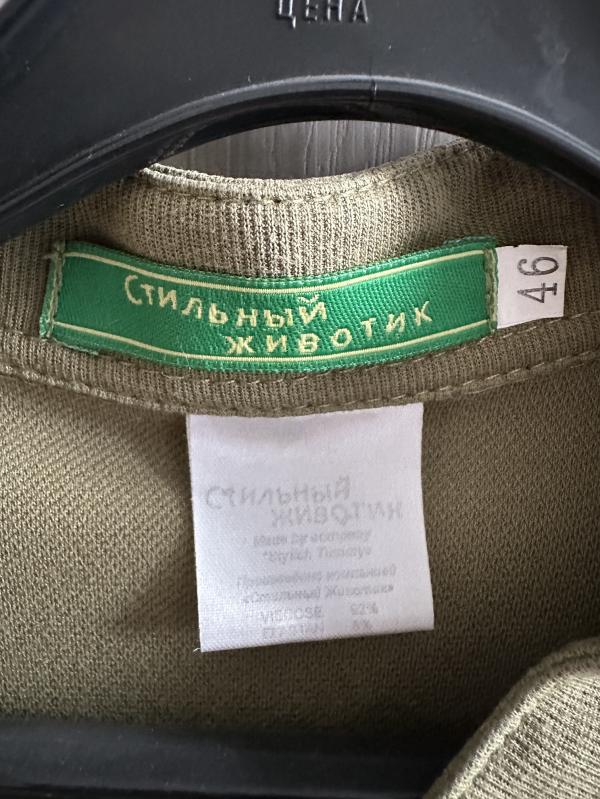 ЦЕНА
Стильный
животик
46
Стильный
животик
Made by company
"Stylish Tummy"
Произведено компанией
«Стильный Животик»
VISCOSE 92%
ELASTAN 8%